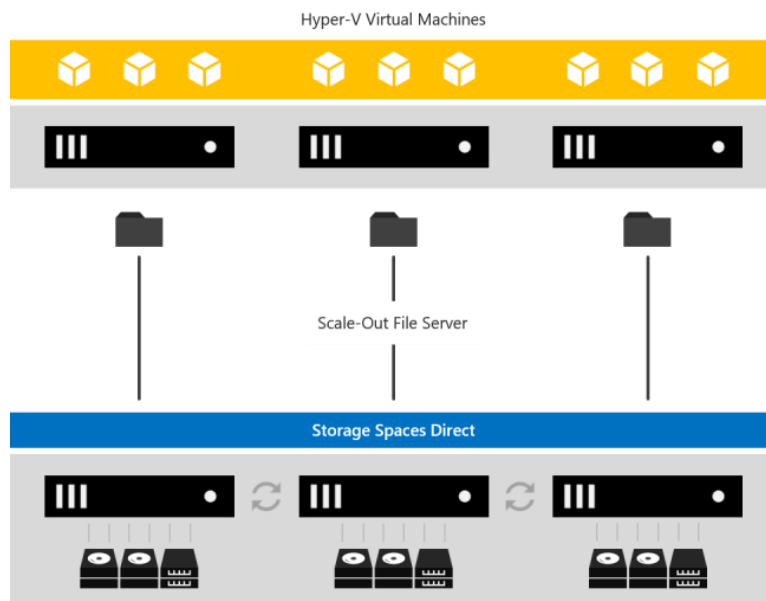 Hyper-V Virtual Machines
Scale-Out File Server
Storage Spaces Direct